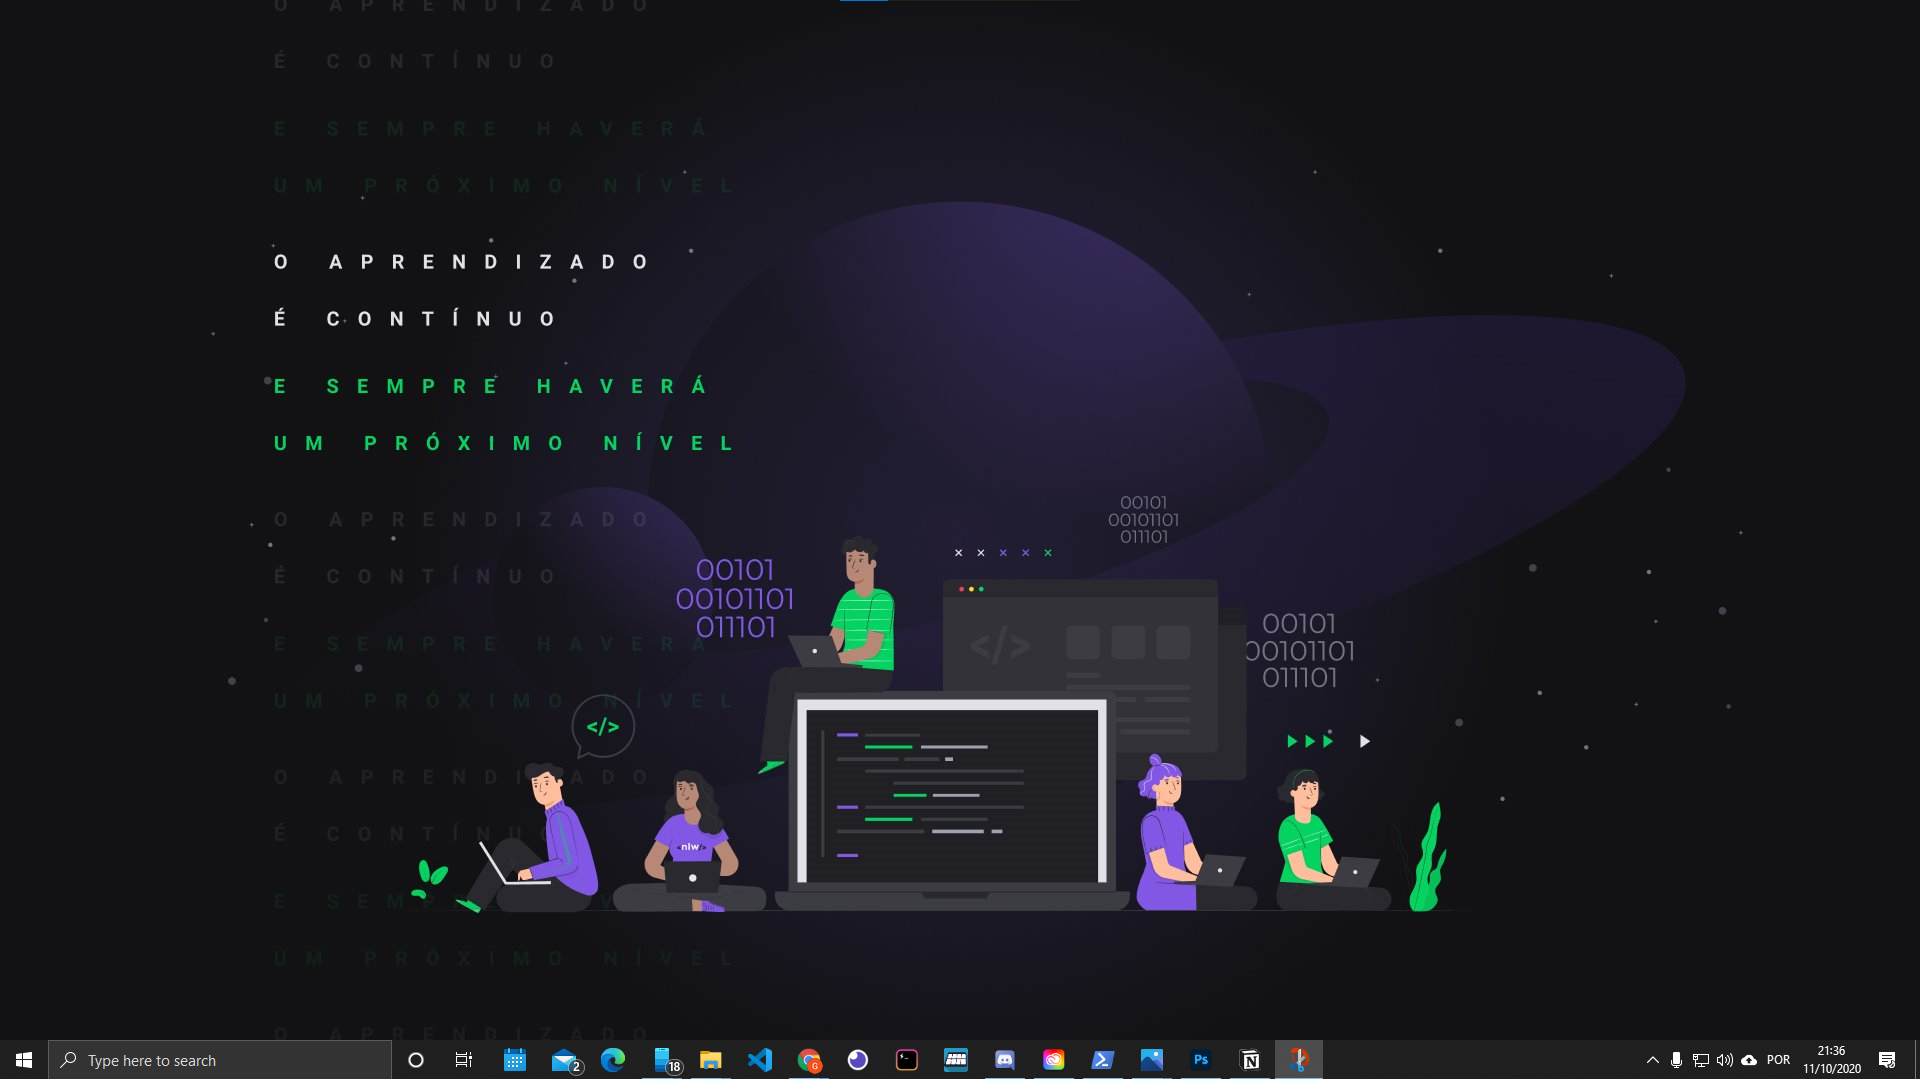 O APRENDIZADO
É CONTÍNUO
E SEMPRE HAVERÁ
UM PRÓXIMO NÍVEL
O APRENDIZADO
É CONTÍNUO
E SEMPRE HAVERÁ
UM PRÓXIMO NÍVEL
O APRENDIZADO
É CONTÍNUO
E SEMPRE HAVERÁ
UM PRÓXIMO NÍVEL
00101
00101101
011101
00101
00101101
011101
</>
00101
00101101
011101
</>
O APRENDIZADO
É CONTÍNUO
<nlw/>
E SEMPRE HAVERÁ
UM PRÓXIMO NÍVEL
O APRENDIZADO
Type here to search
2
18
G
Ps
N
POR
21:36
11/10/2020